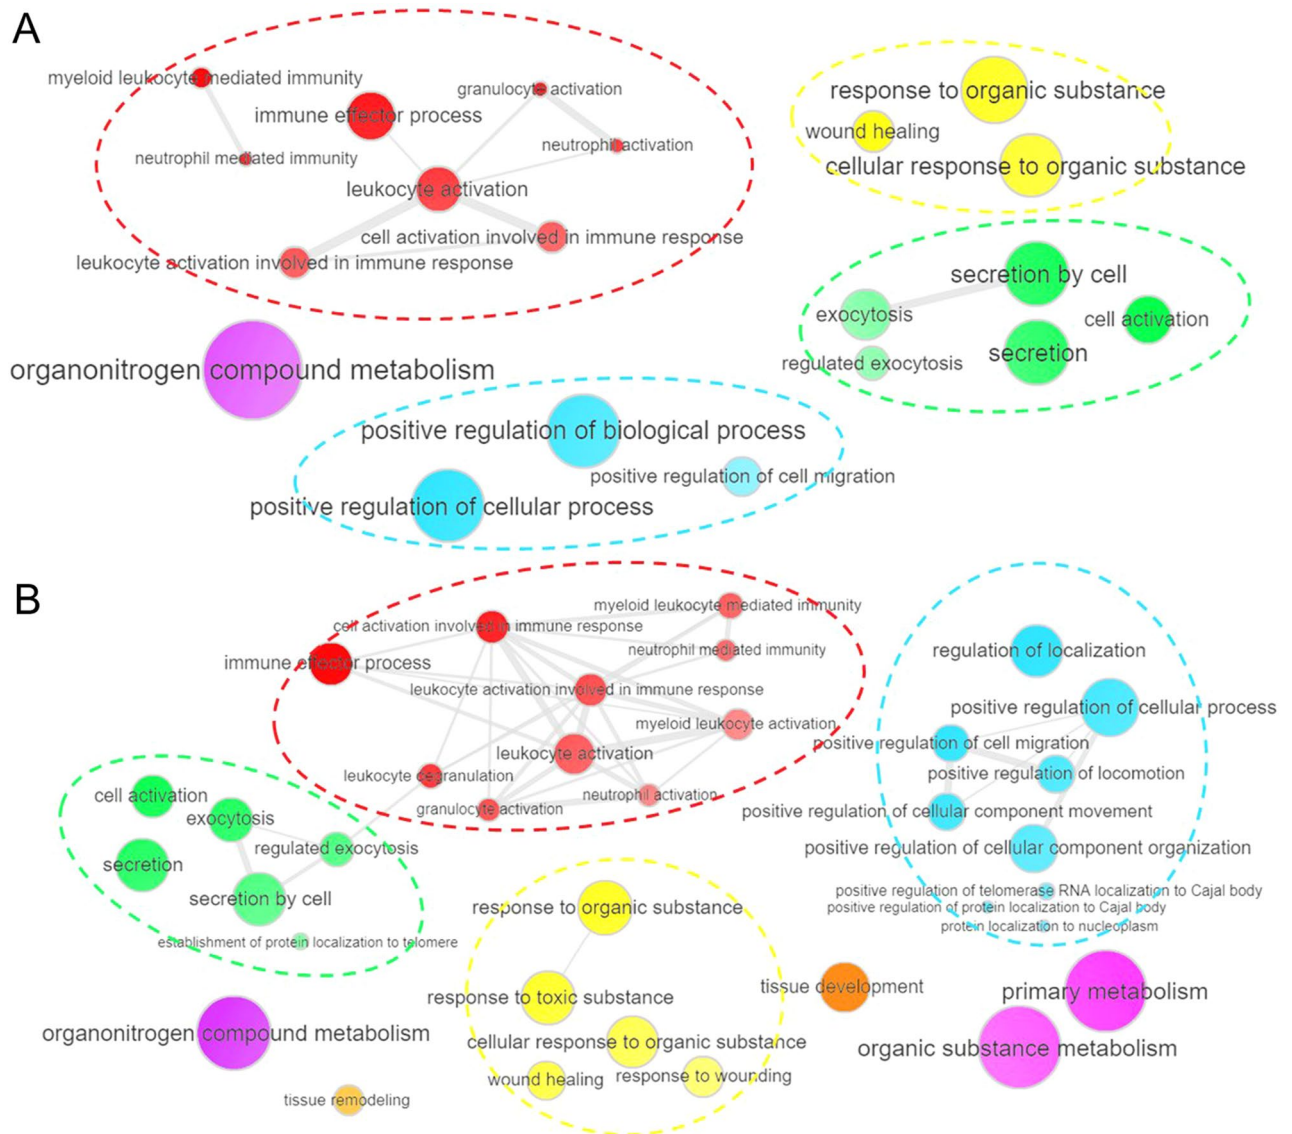 A
myeloid leukocyte mediated immunity
granulocyte activation
immune effector process
neutrophil activation
neutrophil mediated immunity
leukocyte activation
cell activation involved in immune response
leukocyte activation involved in immune response
response to organic substance
wound healing
cellular response to organic substance
secretion by cell
exocytosis
cell activation
secretion
regulated exocytosis
organonitrogen compound metabolism
positive regulation of biological process
positive regulation of cell migration
positive regulation of cellular process
B
myeloid leukocyte mediated immunity
cell activation involved in immune response
neutrophil mediated immunity
immune effector process
leukocyte activation involved in immune response
myeloid leukocyte activation
leukocyte activation
leukocyte degranulation
neutrophil activation
granulocyte activation
regulation of localization
positive regulation of cellular process
positive regulation of cell migration
positive regulation of locomotion
positive regulation of cellular component movement
positive regulation of cellular component organization
positive regulation of telomerase RNA localization to Cajal body
positive regulation of protein localization to Cajal body
protein localization to nucleoplasm
cell activation
exocytosis
regulated exocytosis
secretion
secretion by cell
establishment of protein localization to telomere
response to organic substance
response to toxic substance
cellular response to organic substance
wound healing
response to wounding
tissue development
primary metabolism
organic substance metabolism
organonitrogen compound metabolism
tissue remodeling